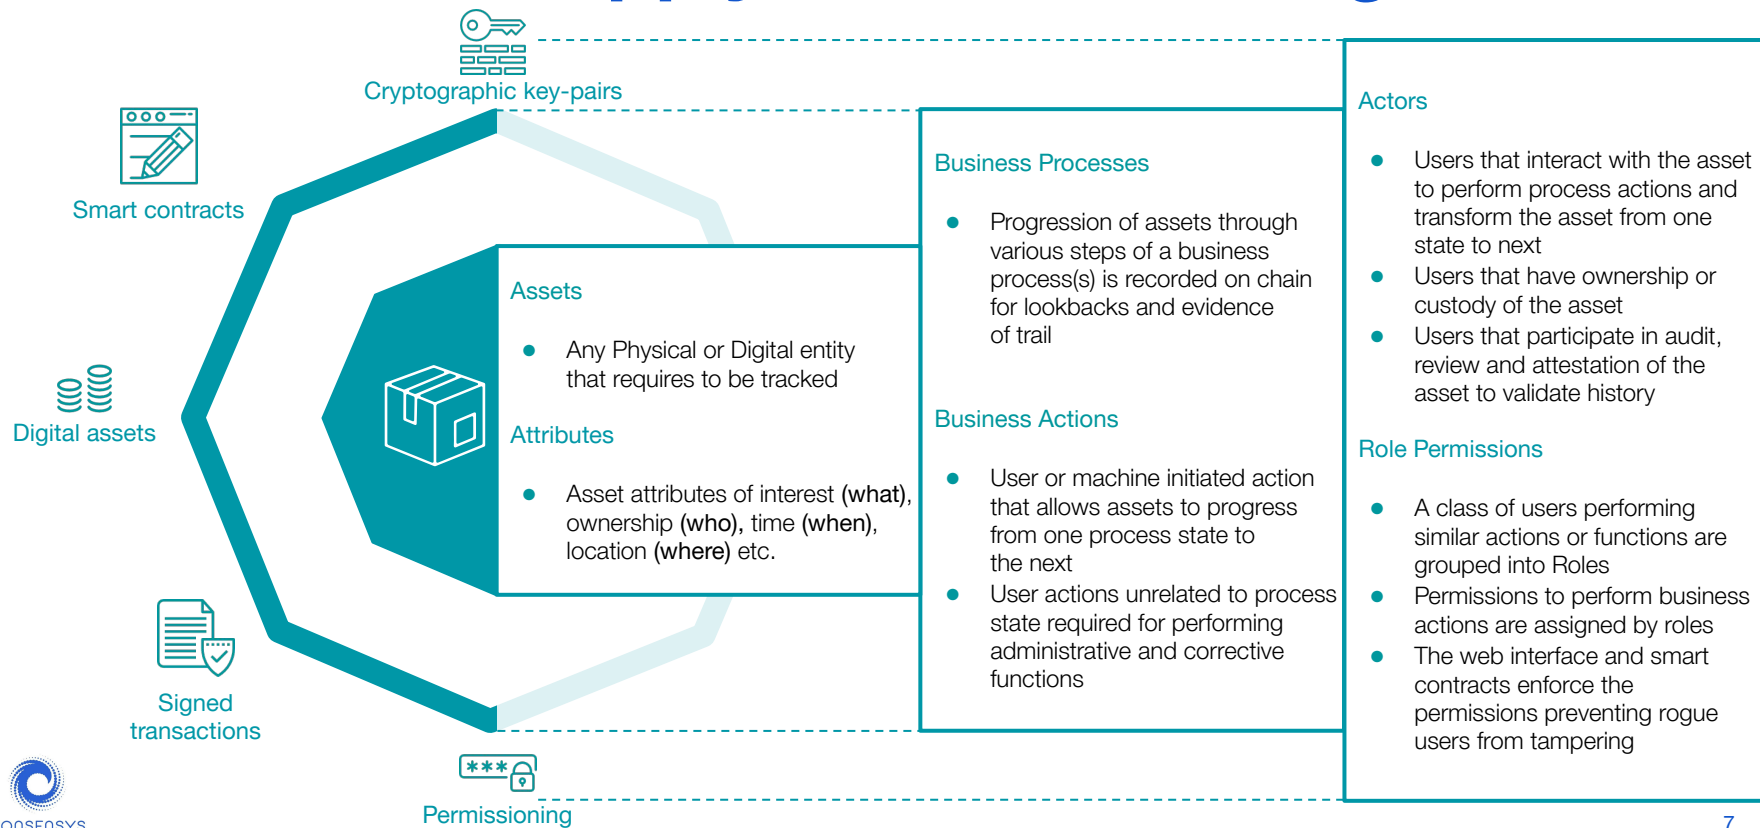 Cryptographic key-pairs
Smart contracts
Digital assets
Signed
transactions
***
Permissioning
Assets
● Any Physical or Digital entity
that requires to be tracked
Attributes
● Asset attributes of interest (what),
ownership (who), time (when),
location (where) etc.
Business Processes
● Progression of assets through
various steps of a business
process(s) is recorded on chain
for lookbacks and evidence
of trail
Business Actions
● User or machine initiated action
that allows assets to progress
from one process state to
the next
● User actions unrelated to process
state required for performing
administrative and corrective
functions
Actors
● Users that interact with the asset
to perform process actions and
transform the asset from one
state to next
● Users that have ownership or
custody of the asset
● Users that participate in audit,
review and attestation of the
asset to validate history
Role Permissions
● A class of users performing
similar actions or functions are
grouped into Roles
● Permissions to perform business
actions are assigned by roles
● The web interface and smart
contracts enforce the
permissions preventing rogue
users from tampering
7